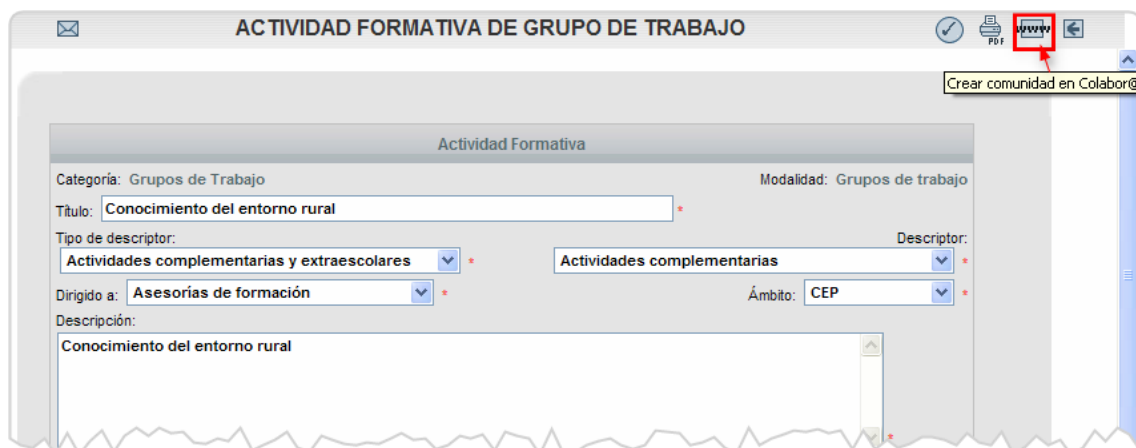 ACTIVIDAD FORMATIVA DE GRUPO DE TRABAJO
PDF
www
Crear comunidad en Colabor@
Actividad Formativa
Categoría: Grupos de Trabajo Modalidad: Grupos de trabajo
Título: Conocimiento del entorno rural *
Tipo de descriptor: Descriptor:
Actividades complementarias y extraescolares * Actividades complementarias *
Dirigido a: Asesorías de formación * Ámbito: CEP *
Descripción:
Conocimiento del entorno rural
*